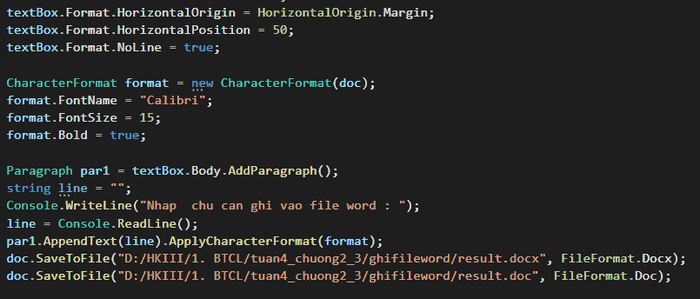 textBox.Format.HorizontalOrigin = HorizontalOrigin.Margin;
textBox.Format.HorizontalPosition = 50;
textBox.Format.NoLine = true;
CharacterFormat format = new CharacterFormat(doc);
format.FontName = "Calibri";
format.FontSize = 15;
format.Bold = true;
Paragraph par1 = textBox.Body.AddParagraph();
string line = "";
Console.WriteLine("Nhap  chu can ghi vao file word : ");
line = Console.ReadLine();
par1.AppendText(line).ApplyCharacterFormat(format);
doc.SaveToFile("D:/HKIII/1. BTCL/tuan4_chuong2_3/ghifileword/result.docx", FileFormat.Docx);
doc.SaveToFile("D:/HKIII/1. BTCL/tuan4_chuong2_3/ghifileword/result.doc", FileFormat.Doc);